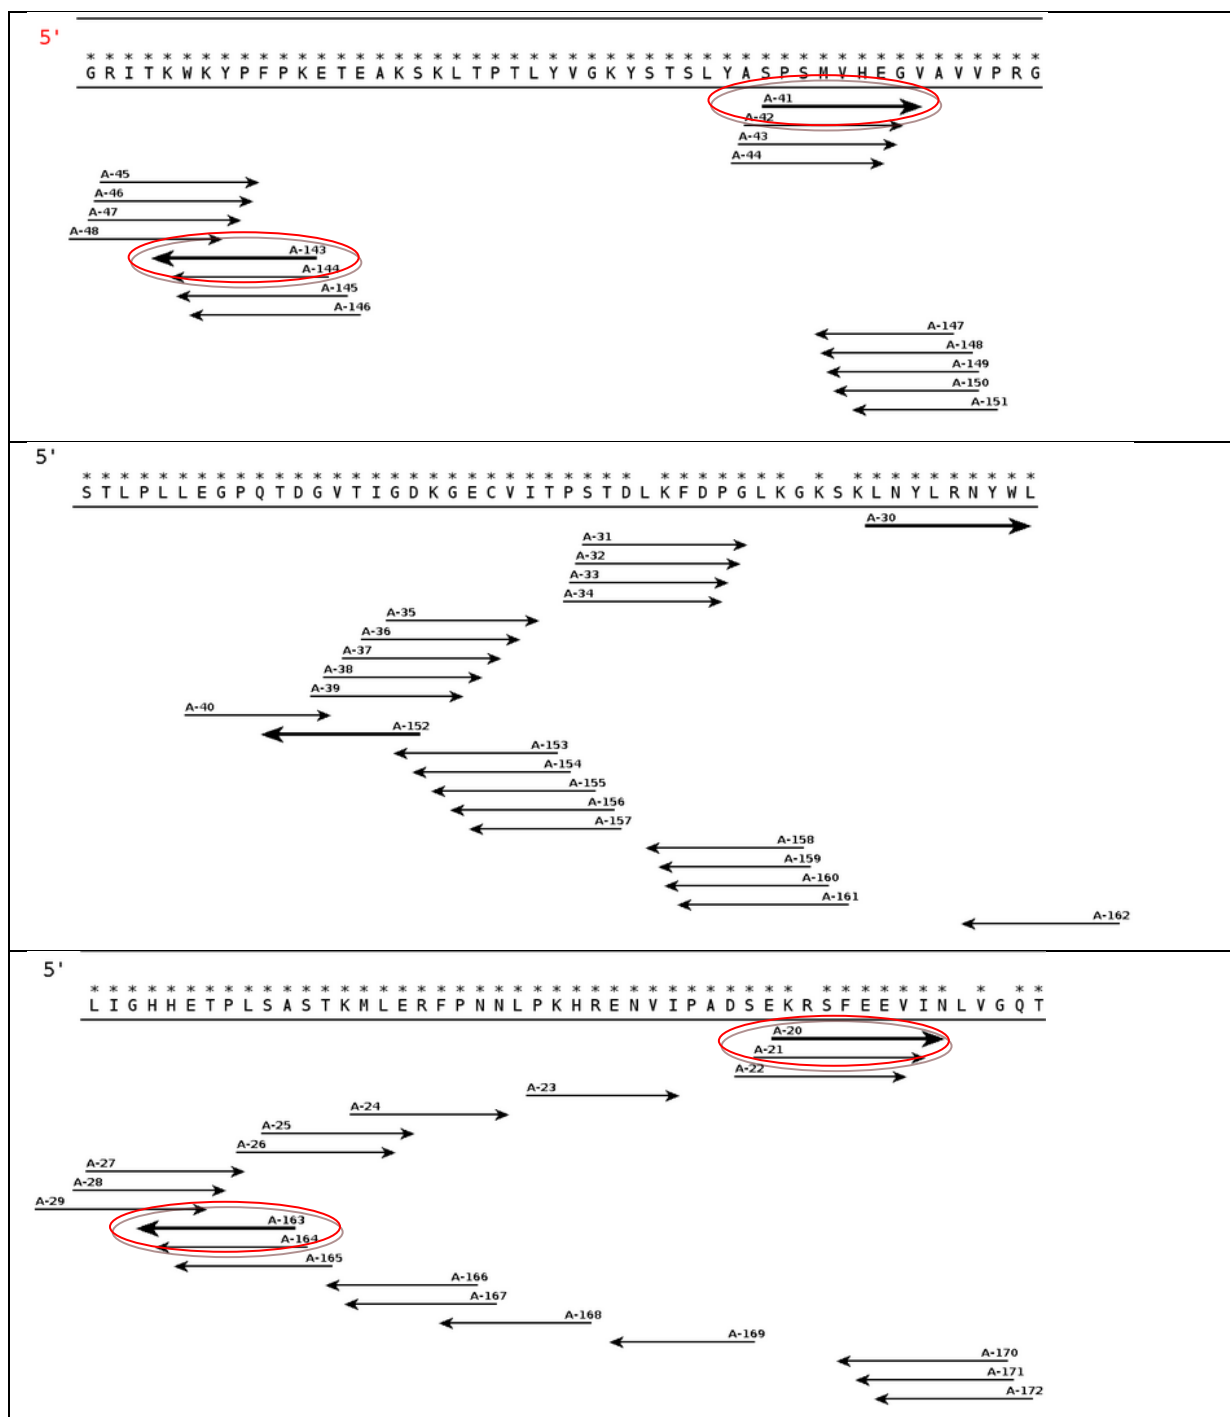 5'
* * * * * * * * * * * * * * * * * * * * * * * * * * * * * * * * * * * * * * * * * * * * * * * * * *
G R I T K W K Y P F P K E T E A K S K L T P T L Y V G K Y S T S L Y A S P S M V H E G V A V V P R G
A-41
A-42
A-43
A-44
A-45
A-46
A-47
A-48
A-143
A-144
A-145
A-146
A-147
A-148
A-149
A-150
A-151
5'
* * * * * * * * * * * * * * * * * * * * * * * * * * * * *   * * * * * * *   *   * * * * * * * * * *
S T L P L L E G P Q T D G V T I G D K G E C V I T P S T D L K F D P G L K G K S K L N Y L R N Y W L
A-30
A-31
A-32
A-33
A-34
A-35
A-36
A-37
A-38
A-39
A-40
A-152
A-153
A-154
A-155
A-156
A-157
A-158
A-159
A-160
A-161
A-162
5'
* * * * * * * * * * * * * * * * * * * * * * * * * * * * * * * * * * * * * * * * * * * * *   *   * *
L I G H H E T P L S A S T K M L E R F P N N L P K H R E N V I P A D S E K R S F E E V I N L V G Q T
A-20
A-21
A-22
A-23
A-24
A-25
A-26
A-27
A-28
A-29
A-163
A-164
A-165
A-166
A-167
A-168
A-169
A-170
A-171
A-172